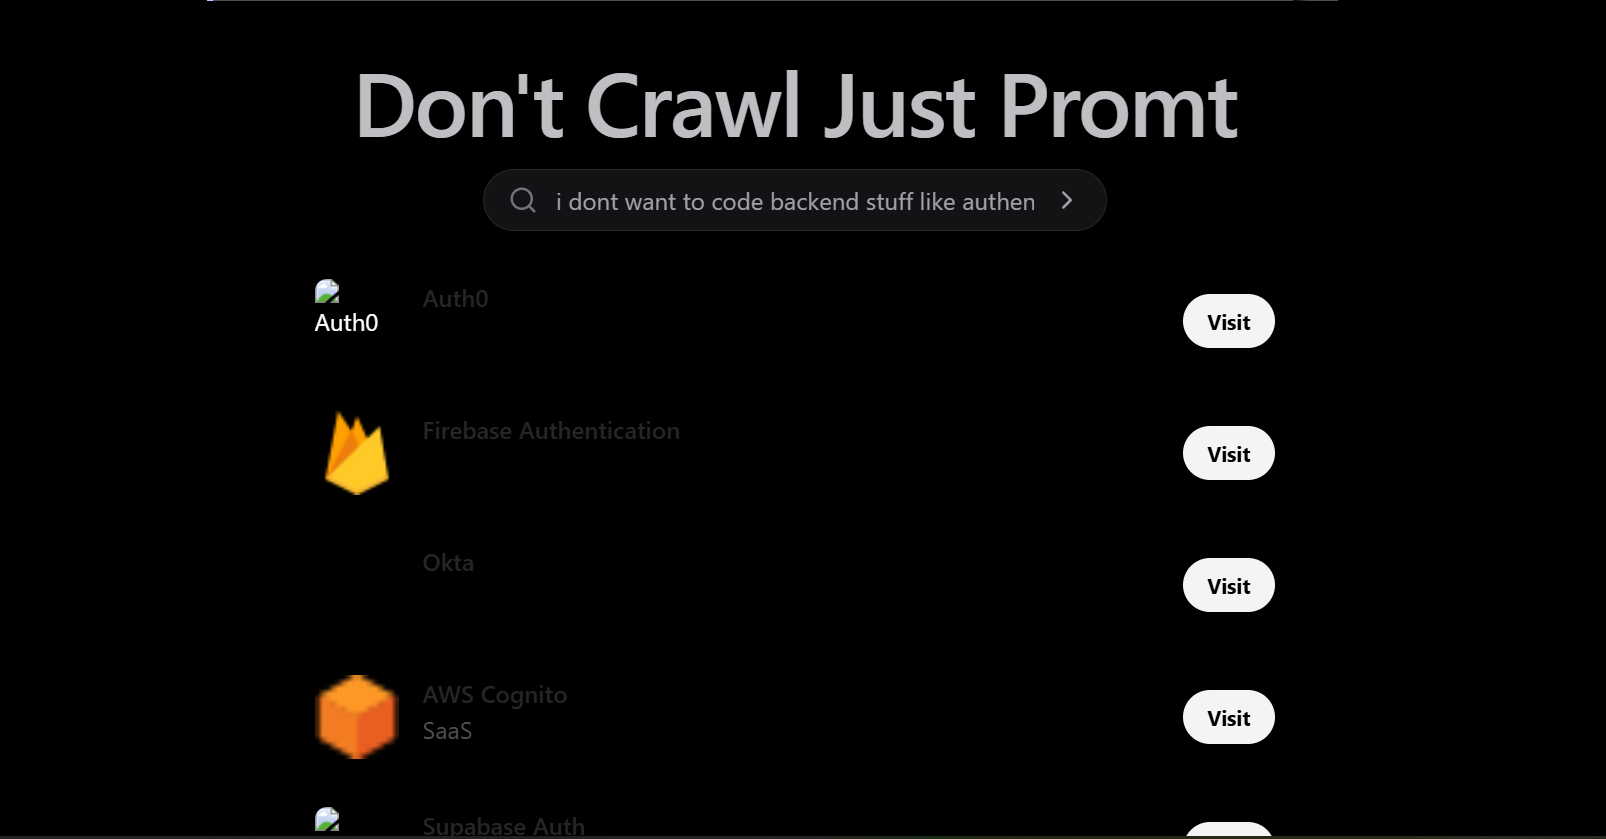 Don't Crawl Just Promt
i dont want to code backend stuff like authen
Auth0
Auth0
Visit
Firebase Authentication
Visit
Okta
Visit
AWS Cognito
SaaS
Visit
Supabase Auth